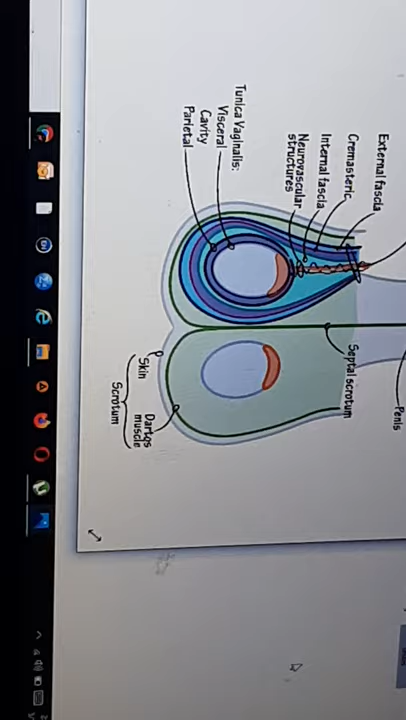 External fascia
Cremasteric
Internal fascia
Neurovascular
structures
Tunica Vaginalis:
Visceral
Cavity
Parietal
Penis
Septal scrotum
Skin
Dartos
muscle
Scrotum